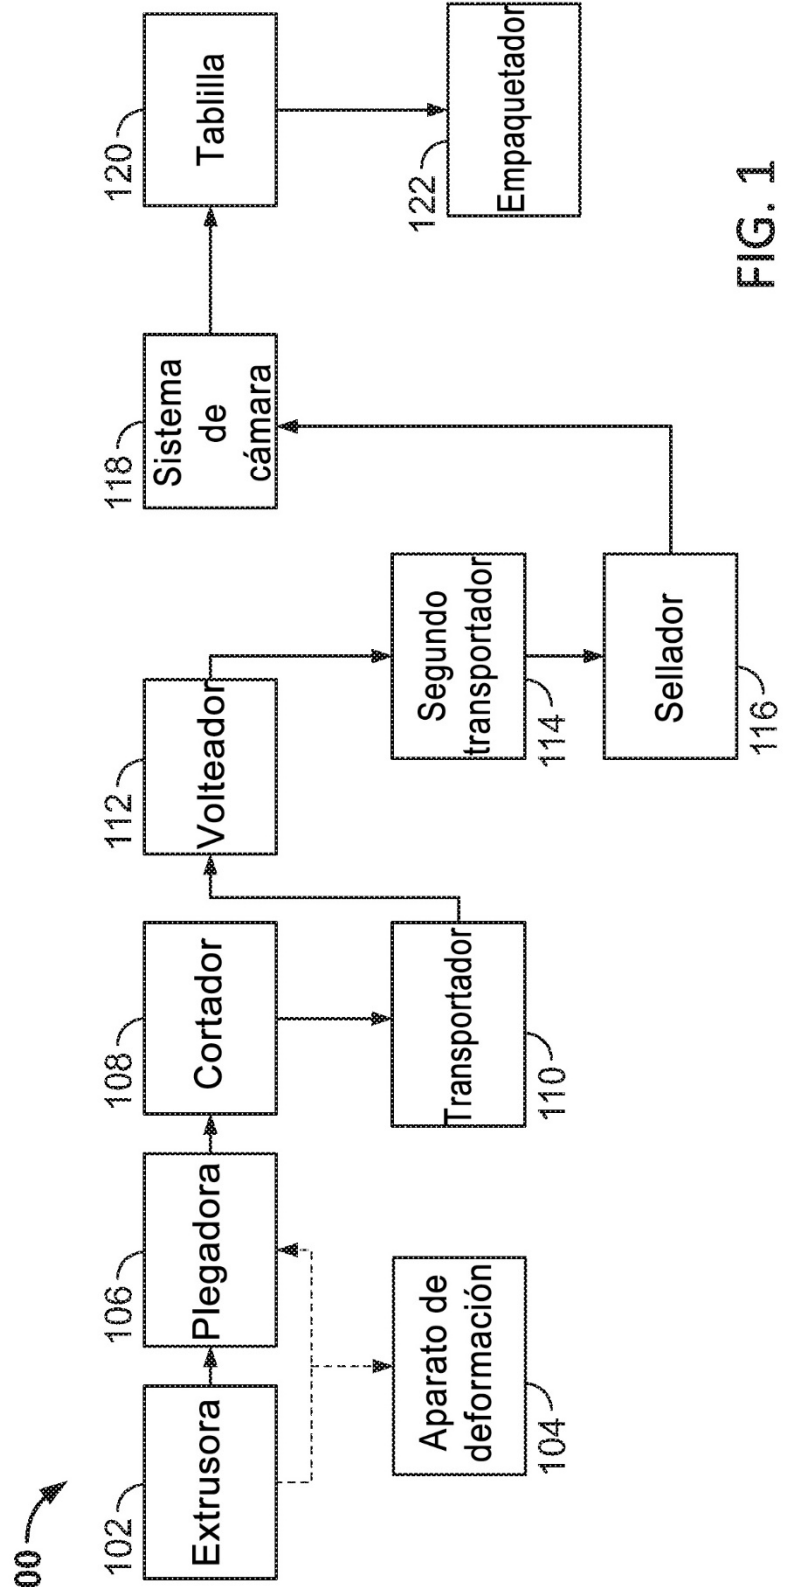 00
102
Extrusora
104
Aparato de
deformación
106
Plegadora
108
Cortador
110
Transportador
112
Volteador
114
Segundo
transportador
116
Sellador
118
Sistema
de
cámara
120
Tablilla
122
Empaquetador
FIG. 1